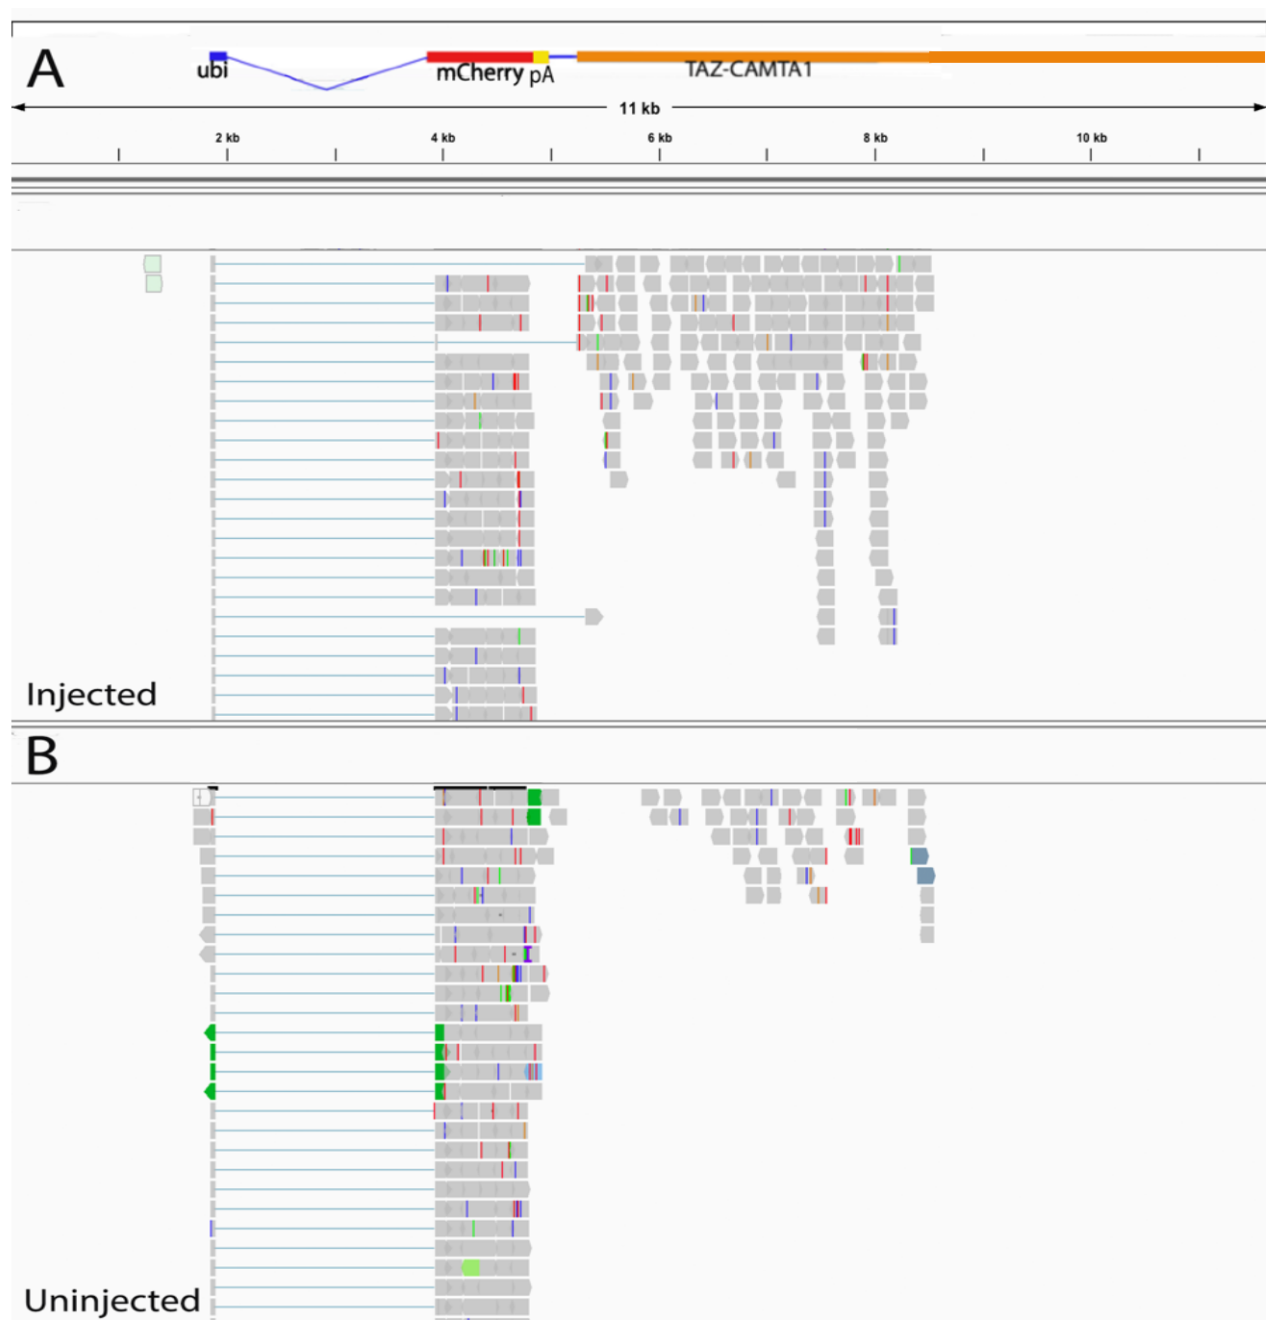 A
ubi
mCherry pA
TAZ-CAMTA1
11 kb
2 kb 4 kb 6 kb 8 kb 10 kb
Injected
B
Uninjected